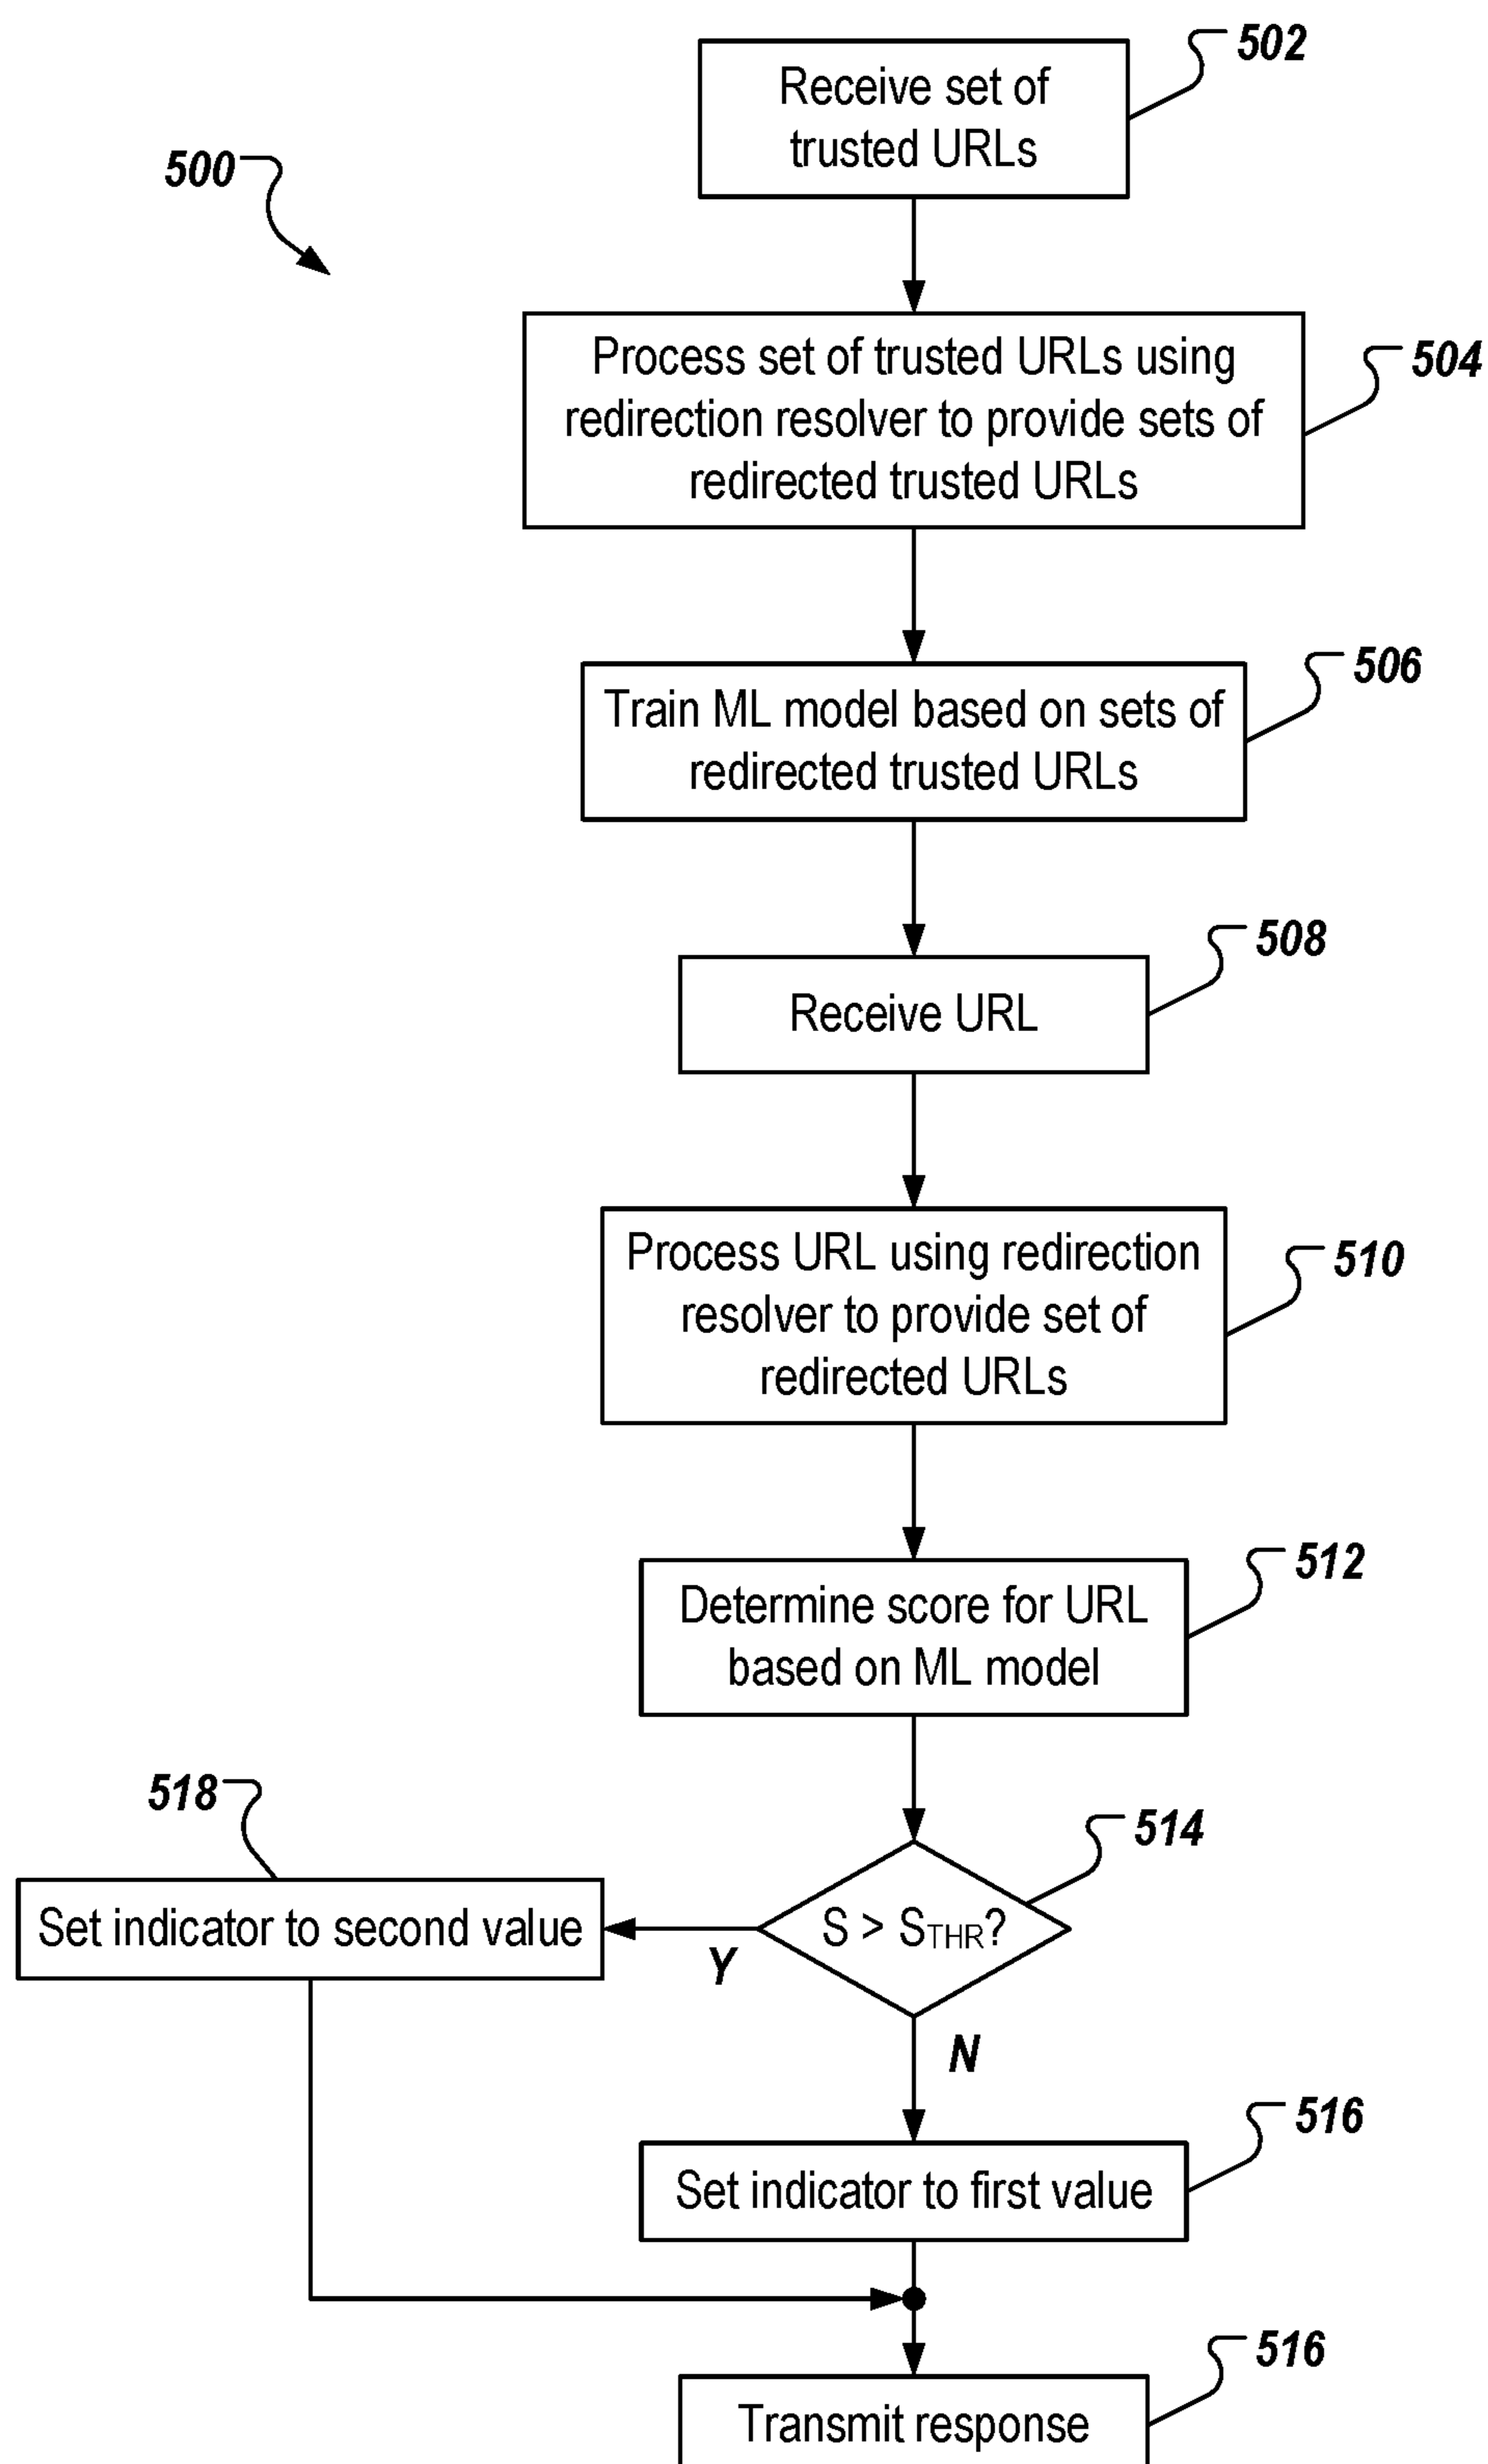 502
Receive set of
trusted URLs
500
504
Process set of trusted URLs using
redirection resolver to provide sets of
redirected trusted URLs
506
Train ML model based on sets of
redirected trusted URLs
508
Receive URL
510
Process URL using redirection
resolver to provide set of
redirected URLs
512
Determine score for URL
based on ML model
518
514
Set indicator to second value
S > STHR?
Y
N
516
Set indicator to first value
516
Transmit response